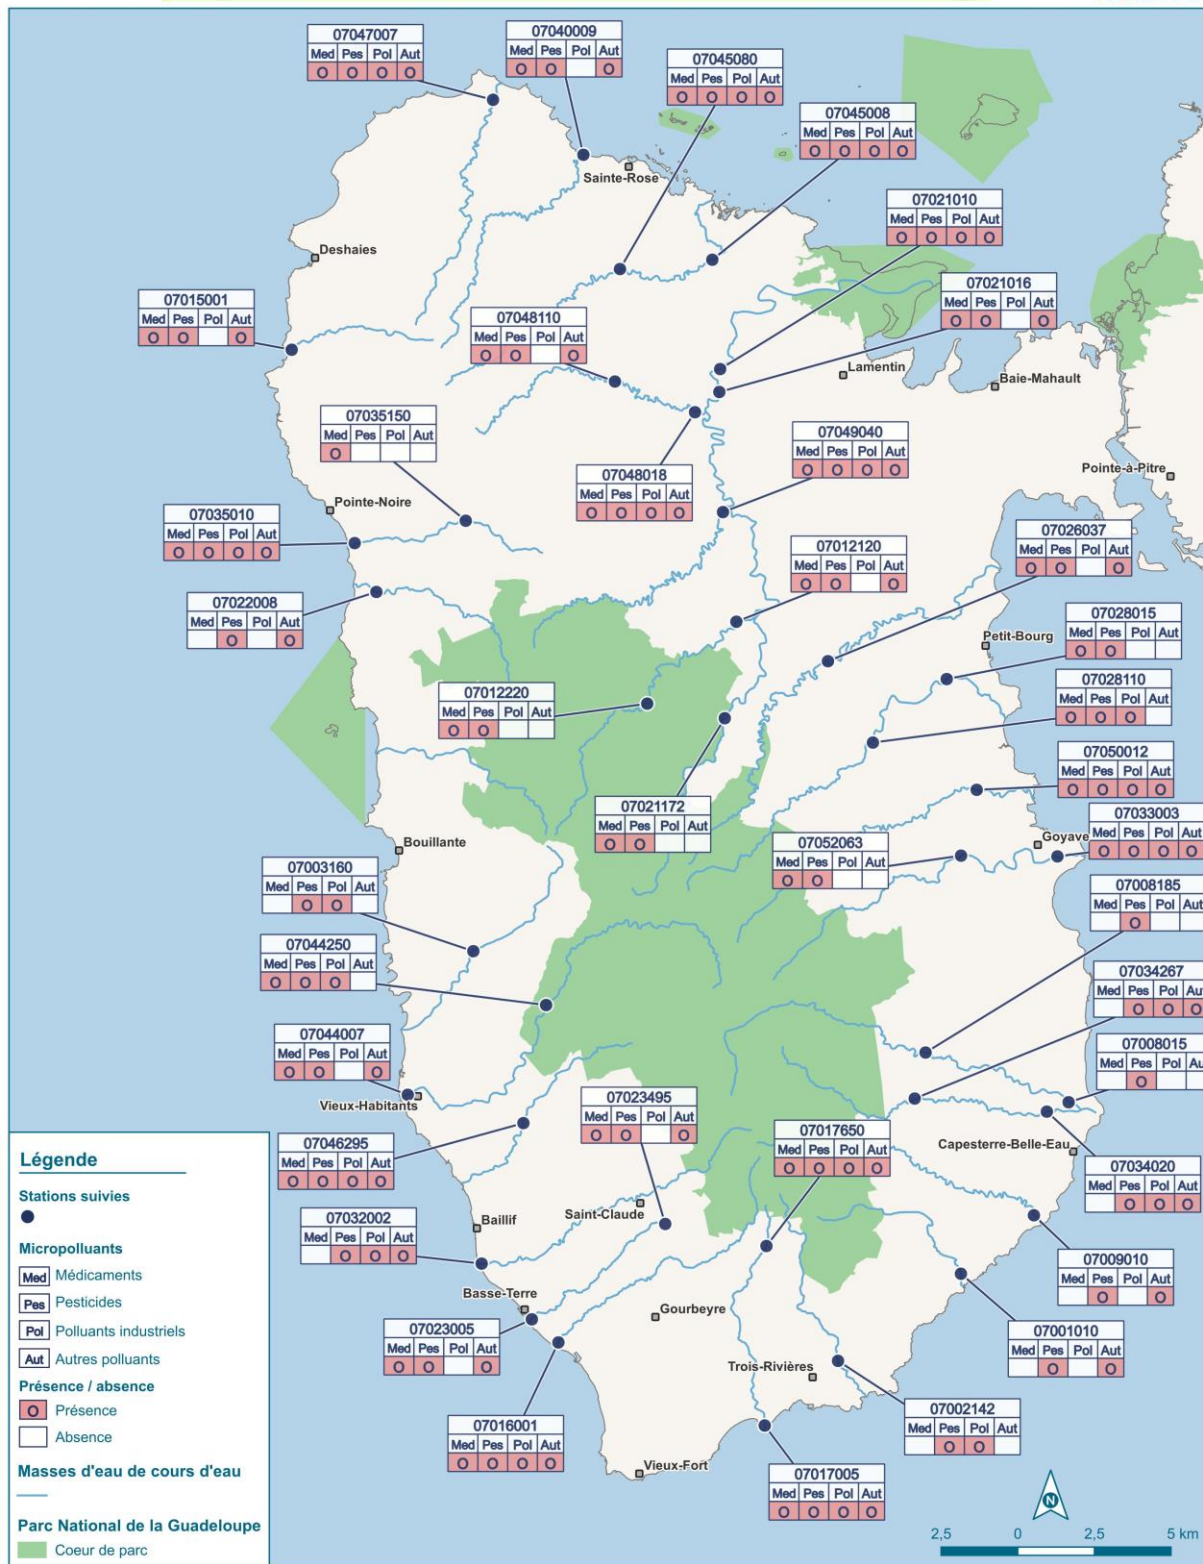 07047007
Med Pes Pol Aut
O O O O
07040009
Med Pes Pol Aut
O O O
07045080
Med Pes Pol Aut
O O O O
07045008
Med Pes Pol Aut
O O O O
Sainte-Rose
07021010
Med Pes Pol Aut
O O O O
Deshaies
07021016
Med Pes Pol Aut
O O O
07015001
Med Pes Pol Aut
O O O
07048110
Med Pes Pol Aut
O O O
Lamentin
Baie-Mahault
07035150
Med Pes Pol Aut
O
07049040
Med Pes Pol Aut
O O O O
07048018
Med Pes Pol Aut
O O O O
Pointe-à-Pitre
Pointe-Noire
07035010
Med Pes Pol Aut
O O O O
07026037
Med Pes Pol Aut
O O O
07012120
Med Pes Pol Aut
O O O
07022008
Med Pes Pol Aut
O O
07028015
Med Pes Pol Aut
O O
Petit-Bourg
07028110
Med Pes Pol Aut
O O O
07012220
Med Pes Pol Aut
O O
07050012
Med Pes Pol Aut
O O O O
07021172
Med Pes Pol Aut
O O
07033003
Med Pes Pol Aut
O O O O
Goyave
07052063
Med Pes Pol Aut
O O
Bouillante
07003160
Med Pes Pol Aut
O O
07008185
Med Pes Pol Aut
O
07044250
Med Pes Pol Aut
O O O
07034267
Med Pes Pol Aut
O O O
07044007
Med Pes Pol Aut
O O O
07008015
Med Pes Pol Aut
O
Vieux-Habitants
07023495
Med Pes Pol Aut
O O O
07017650
Med Pes Pol Aut
O O O O
Capesterre-Belle-Eau
07046295
Med Pes Pol Aut
O O O O
07034020
Med Pes Pol Aut
O O O
Saint-Claude
07032002
Med Pes Pol Aut
O O O
Baillif
07009010
Med Pes Pol Aut
O O
Basse-Terre
Gourbeyre
07023005
Med Pes Pol Aut
O O O
07001010
Med Pes Pol Aut
O O
Trois-Rivières
07002142
Med Pes Pol Aut
O O
07016001
Med Pes Pol Aut
O O O O
Vieux-Fort
07017005
Med Pes Pol Aut
O O O O
Légende
Stations suivies
Micropolluants
Med Médicaments
Pes Pesticides
Pol Polluants industriels
Aut Autres polluants
Présence / absence
O Présence
Absence
Masses d'eau de cours d'eau
Parc National de la Guadeloupe
Coeur de parc
N
2,5 0 2,5 5 km